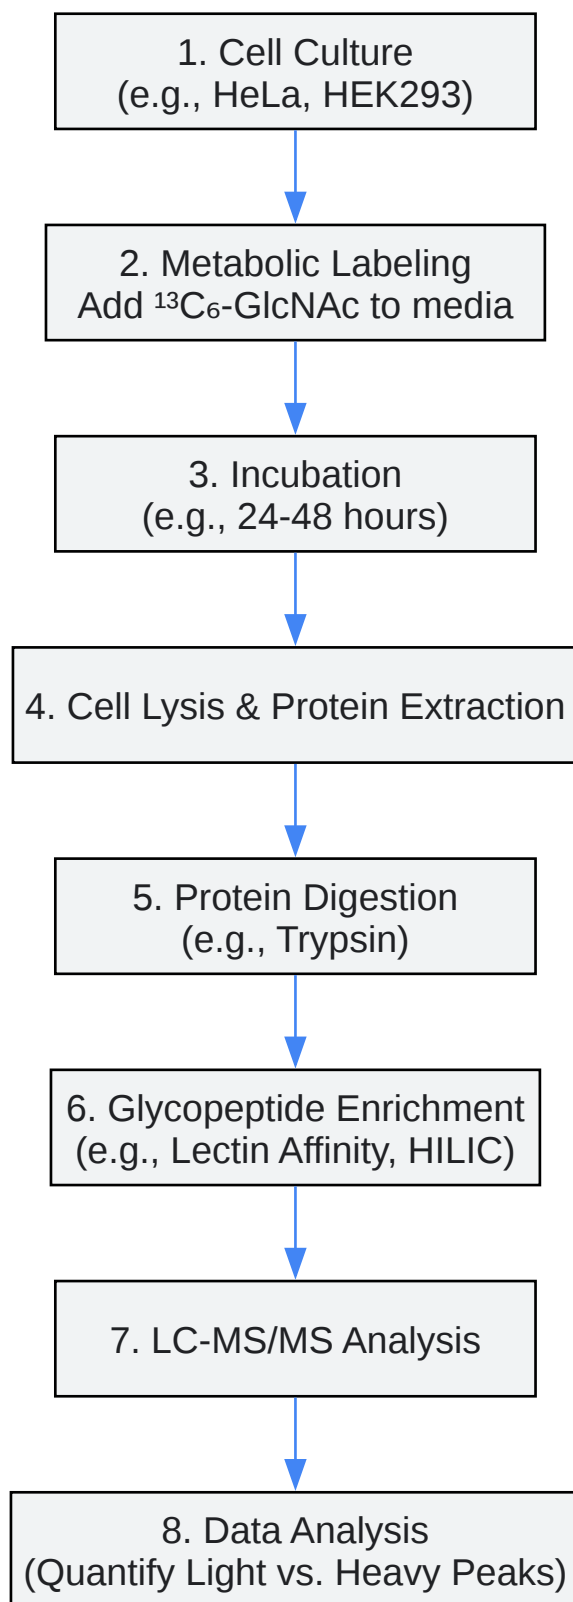 1. Cell Culture
(e.g., HeLa, HEK293)
2. Metabolic Labeling
Add ¹³C₆-GlcNAc to media
3. Incubation
(e.g., 24-48 hours)
4. Cell Lysis & Protein Extraction
5. Protein Digestion
(e.g., Trypsin)
6. Glycopeptide Enrichment
(e.g., Lectin Affinity, HILIC)
7. LC-MS/MS Analysis
8. Data Analysis
(Quantify Light vs. Heavy Peaks)